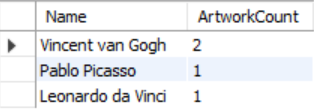 Name ArtworkCount
Vincent van Gogh 2
Pablo Picasso 1
Leonardo da Vinci 1